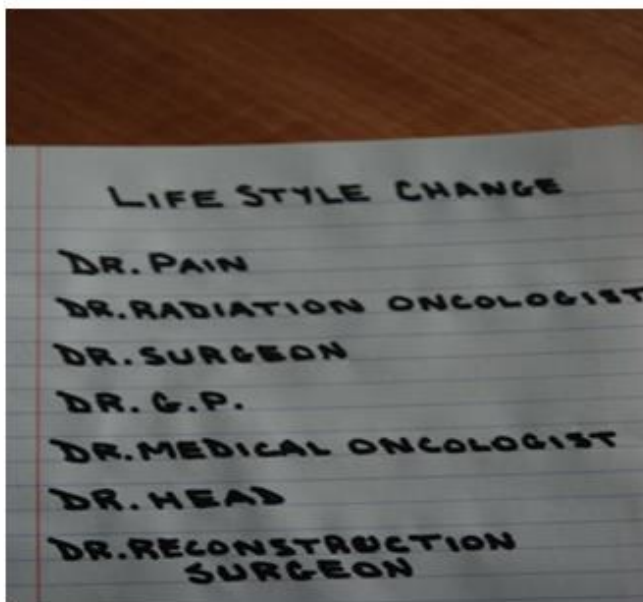 LIFE STYLE CHANGE
DR. PAIN
DR. RADIATION ONCOLOGIST
DR. SURGEON
DR. G.P.
DR. MEDICAL ONCOLOGIST
DR. HEAD
DR. RECONSTRUCTION
SURGEON